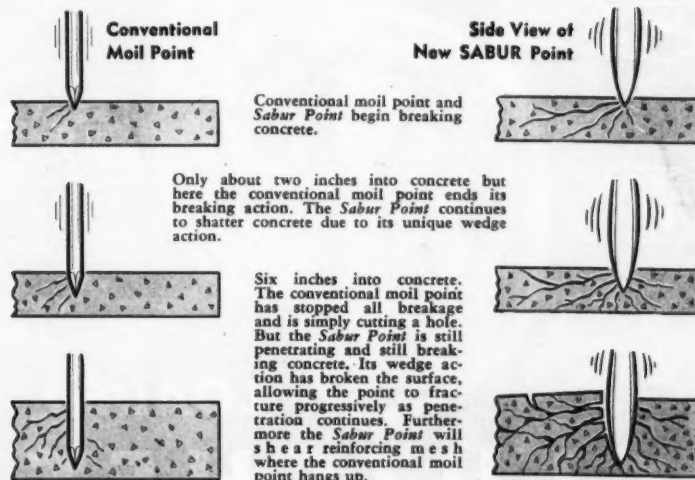 Conventional
Moil Point
Side View of
New SABUR Point
Conventional moil point and
Sabur Point begin breaking
concrete.
Only about two inches into concrete but
here the conventional moil point ends its
breaking action. The Sabur Point continues
to shatter concrete due to its unique wedge
action.
Six inches into concrete.
The conventional moil point
has stopped all breakage
and is simply cutting a hole.
But the Sabur Point is still
penetrating and still break-
ing concrete. Its wedge ac-
tion has broken the surface,
allowing the point to frac-
ture progressively as pene-
tration continues. Further-
more the Sabur Point will
shear reinforcing mesh
where the conventional moil
point hangs up.